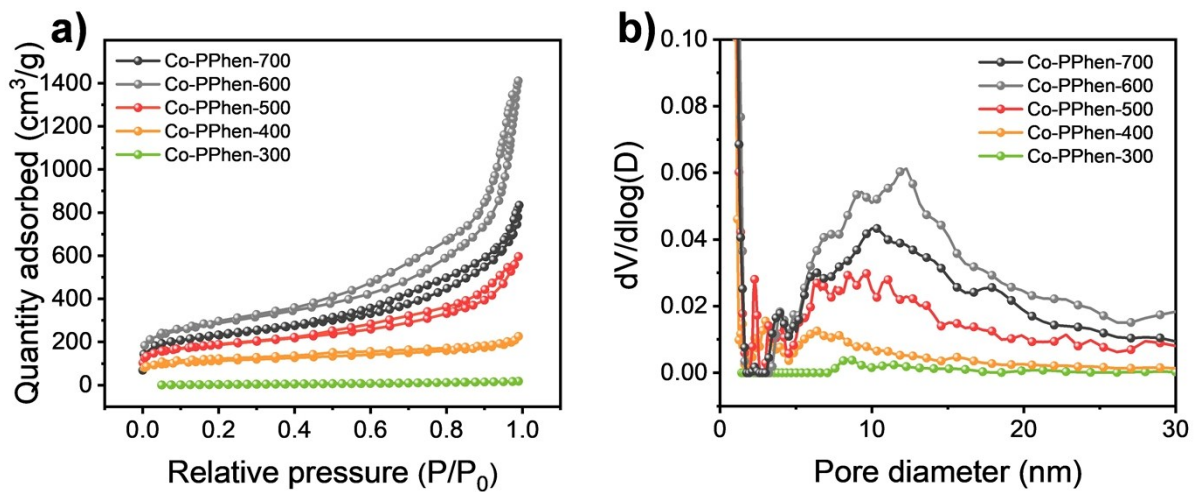 a)
Quantity adsorbed (cm³/g)
1400
1200
1000
800
600
400
200
0
Co-PPhen-700
Co-PPhen-600
Co-PPhen-500
Co-PPhen-400
Co-PPhen-300
0.0 0.2 0.4 0.6 0.8 1.0
Relative pressure (P/P₀)
b)
dV/dlog(D)
0.10
0.08
0.06
0.04
0.02
0.00
Co-PPhen-700
Co-PPhen-600
Co-PPhen-500
Co-PPhen-400
Co-PPhen-300
0 10 20 30
Pore diameter (nm)